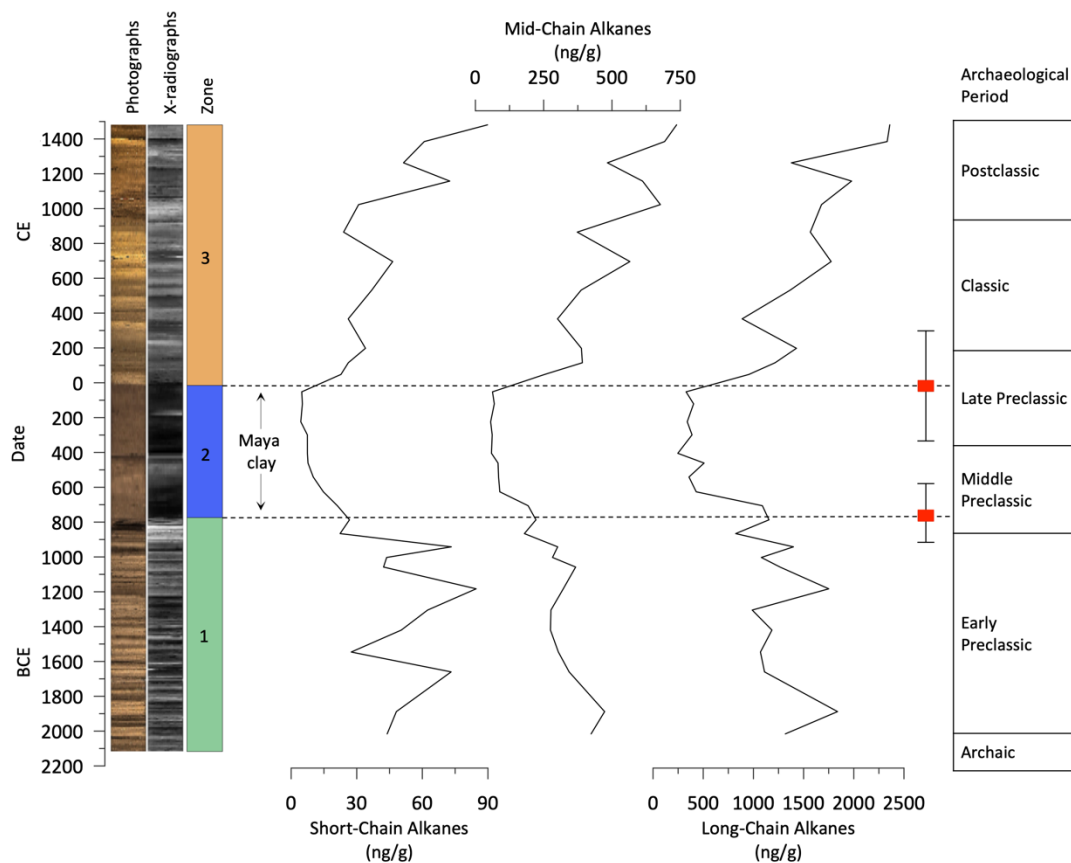 Mid-Chain Alkanes
(ng/g)
0 250 500 750
Photographs
X-radiographs
Zone
Archaeological
Period
1400
1200
1000
800
600
400
200
0
200
400
600
800
1000
1200
1400
1600
1800
2000
2200
CE
Date
BCE
3
2
1
Maya
clay
Postclassic
Classic
Late Preclassic
Middle
Preclassic
Early
Preclassic
Archaic
0 30 60 90
Short-Chain Alkanes
(ng/g)
0 500 1000 1500 2000 2500
Long-Chain Alkanes
(ng/g)